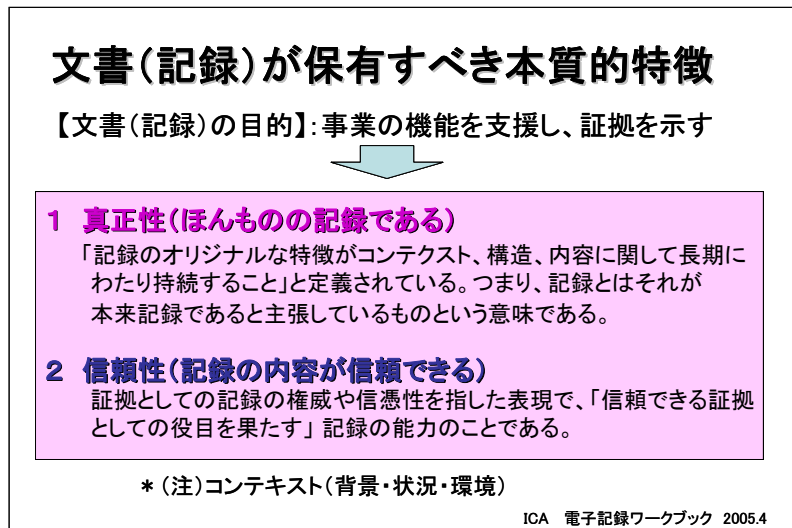 文書(記録)が保有すべき本質的特徴
【文書(記録)の目的】:事業の機能を支援し、証拠を示す
1 真正性(ほんものの記録である)
「記録のオリジナルな特徴がコンテクスト、構造、内容に関して長期に
わたり持続すること」と定義されている。つまり、記録とはそれが
本来記録であると主張しているものという意味である。
2 信頼性(記録の内容が信頼できる)
証拠としての記録の権威や信憑性を指した表現で、「信頼できる証拠
としての役目を果たす」 記録の能力のことである。
*(注)コンテキスト(背景・状況・環境)
ICA 電子記録ワークブック 2005.4